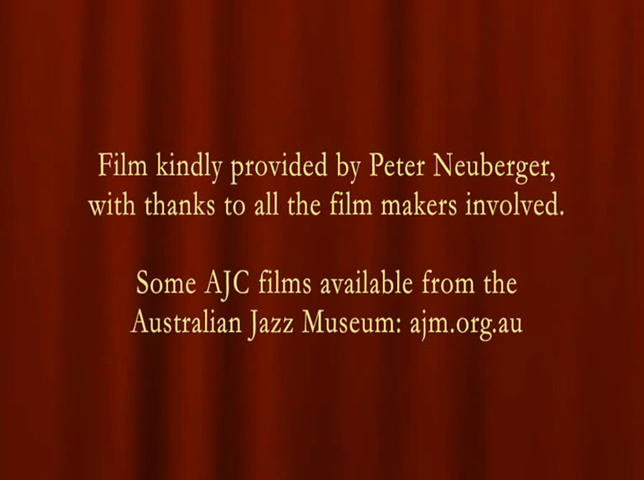 Film kindly provided by Peter Neuberger,
with thanks to all the film makers involved.
Some AJC films available from the
Australian Jazz Museum: ajm.org.au